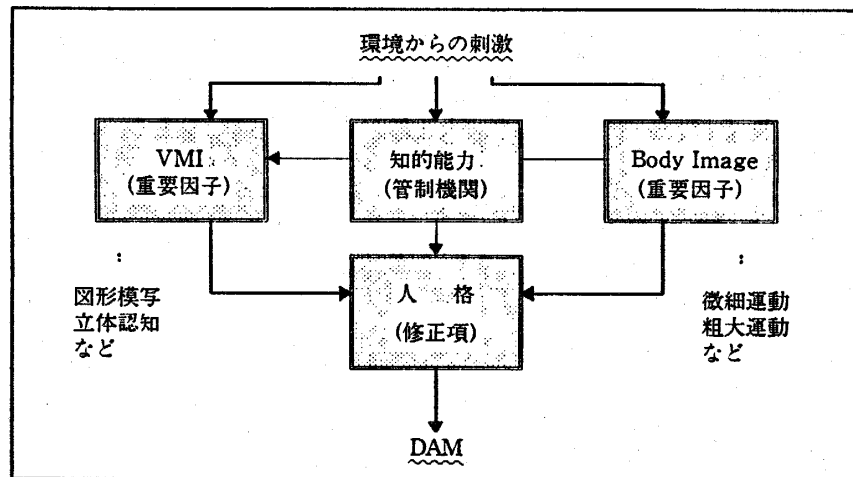 環境からの刺激
VMI
(重要因子)
知的能力
(管制機関)
Body Image
(重要因子)
:
図形模写
立体認知
など
人 格
(修正項)
:
微細運動
粗大運動
など
DAM